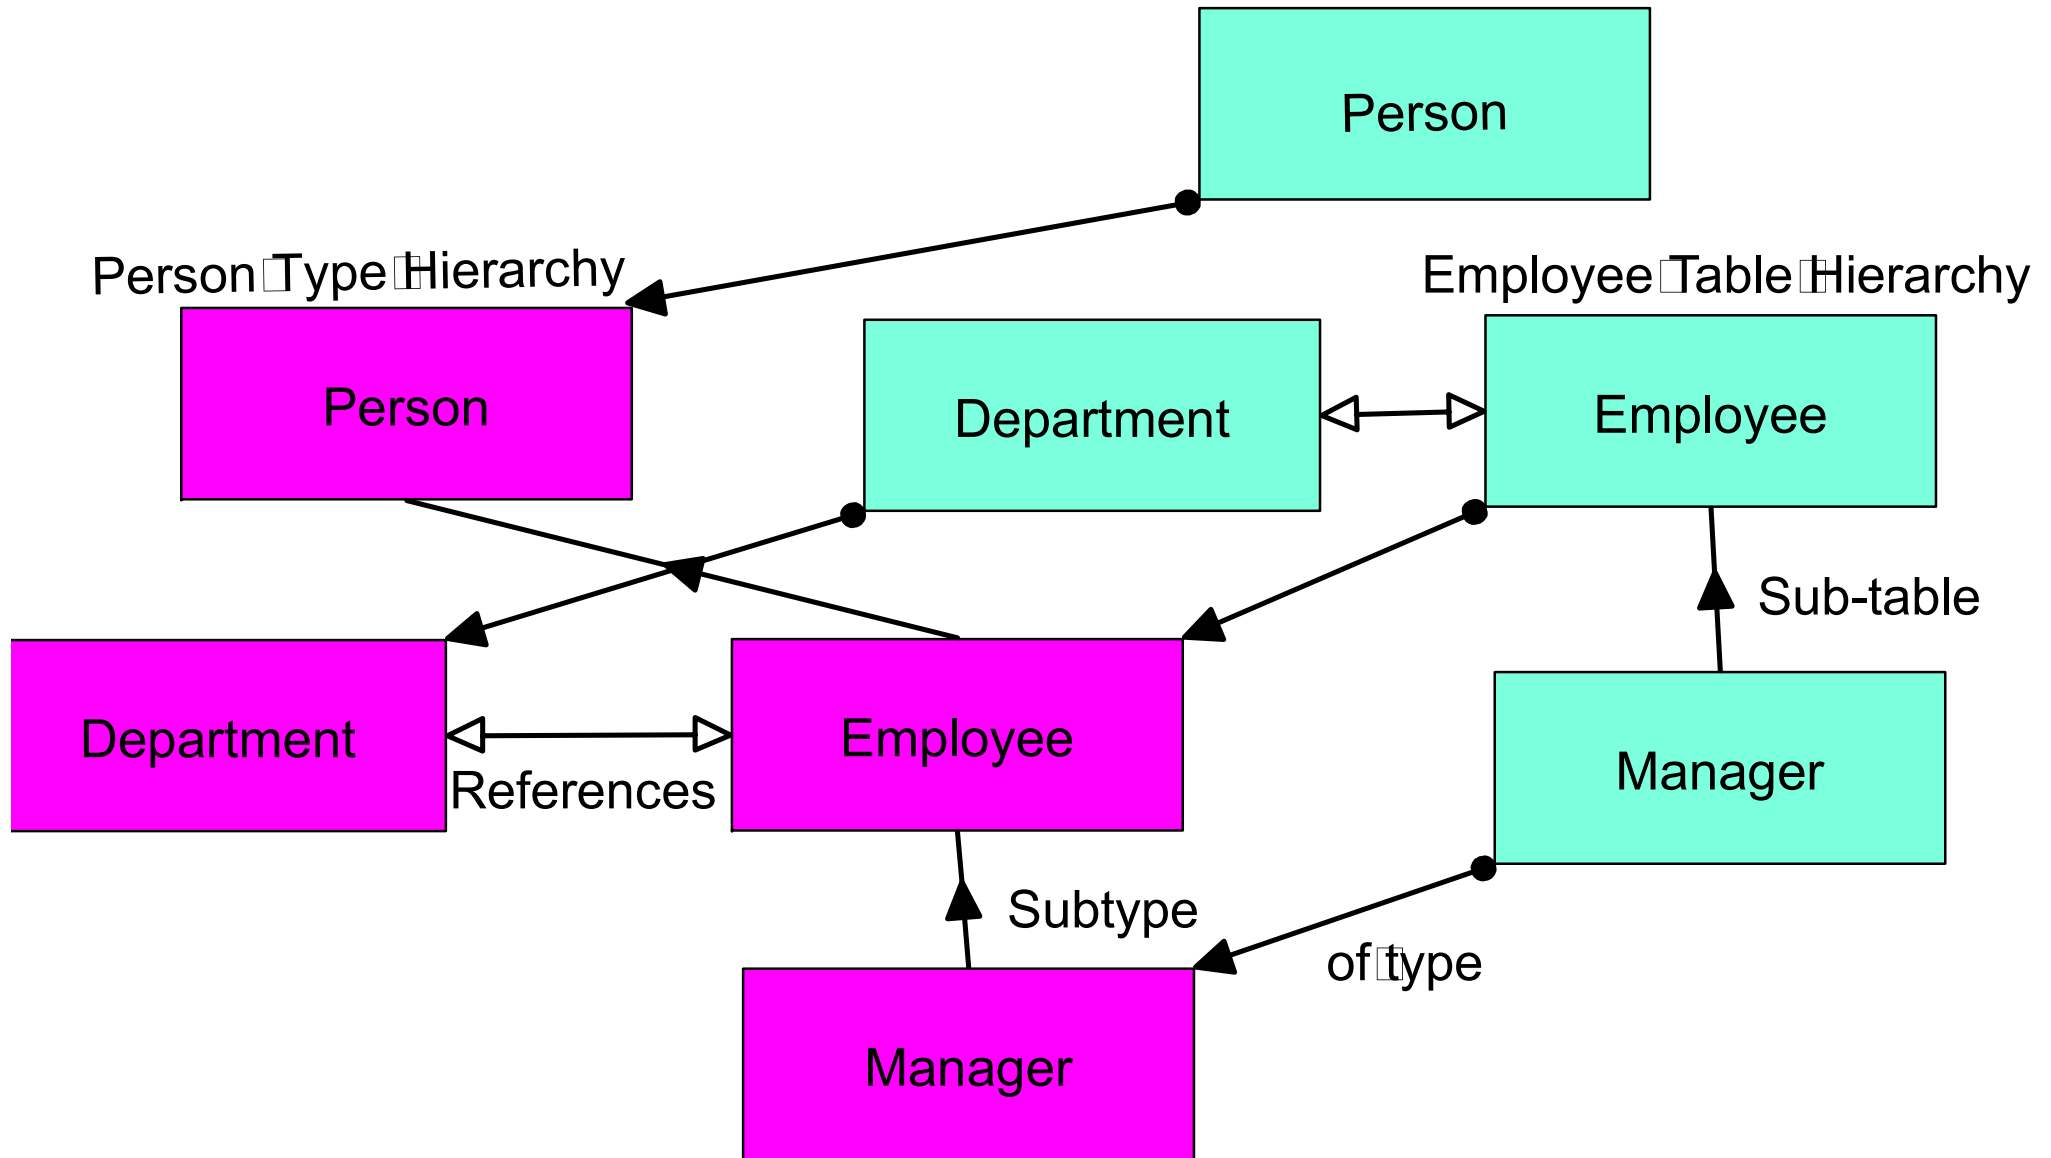 Person
Person Type Hierarchy
Employee Table Hierarchy
Person
Department
Employee
Sub-table
Department
References
Employee
Manager
Subtype
of type
Manager